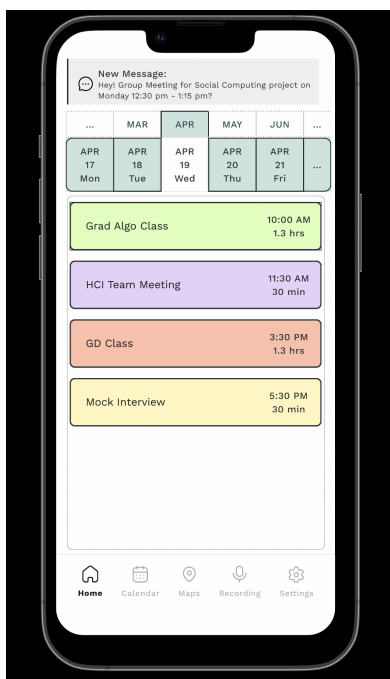 New Message:
Hey! Group Meeting for Social Computing project on
Monday 12:30 pm - 1:15 pm?
... MAR APR MAY JUN ...
APR APR APR APR APR
17 18 19 20 21 ...
Mon Tue Wed Thu Fri
Grad Algo Class
10:00 AM
1.3 hrs
HCI Team Meeting
11:30 AM
30 min
GD Class
3:30 PM
1.3 hrs
Mock Interview
5:30 PM
30 min
Home Calendar Maps Recording Settings